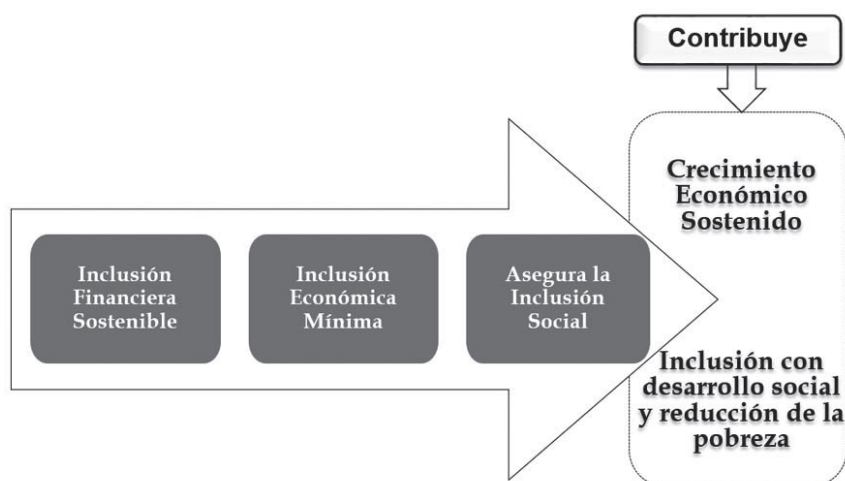 Contribuye
Crecimiento
Económico
Sostenido
Inclusión
Financiera
Sostenible
Inclusión
Económica
Mínima
Asegura la
Inclusión
Social
Inclusión con
desarrollo social
y reducción de la
pobreza